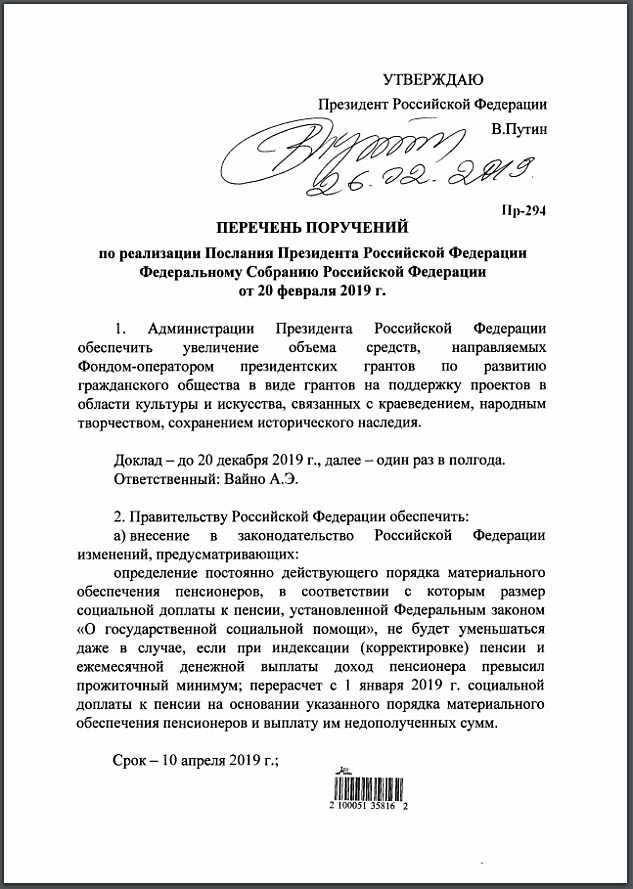 УТВЕРЖДАЮ
Президент Российской Федерации
В.Путин
26.02.2019.
Пр-294
ПЕРЕЧЕНЬ ПОРУЧЕНИЙ
по реализации Послания Президента Российской Федерации
Федеральному Собранию Российской Федерации
от 20 февраля 2019 г.
1. Администрации Президента Российской Федерации
обеспечить увеличение объема средств, направляемых
Фондом-оператором президентских грантов по развитию
гражданского общества в виде грантов на поддержку проектов в
области культуры и искусства, связанных с краеведением, народным
творчеством, сохранением исторического наследия.
Доклад – до 20 декабря 2019 г., далее – один раз в полгода.
Ответственный: Вайно А.Э.
2. Правительству Российской Федерации обеспечить:
а) внесение в законодательство Российской Федерации
изменений, предусматривающих:
определение постоянно действующего порядка материального
обеспечения пенсионеров, в соответствии с которым размер
социальной доплаты к пенсии, установленной Федеральным законом
«О государственной социальной помощи», не будет уменьшаться
даже в случае, если при индексации (корректировке) пенсии и
ежемесячной денежной выплаты доход пенсионера превысил
прожиточный минимум; перерасчет с 1 января 2019 г. социальной
доплаты к пенсии на основании указанного порядка материального
обеспечения пенсионеров и выплату им недополученных сумм.
Срок – 10 апреля 2019 г.;
2 100051 35816 2